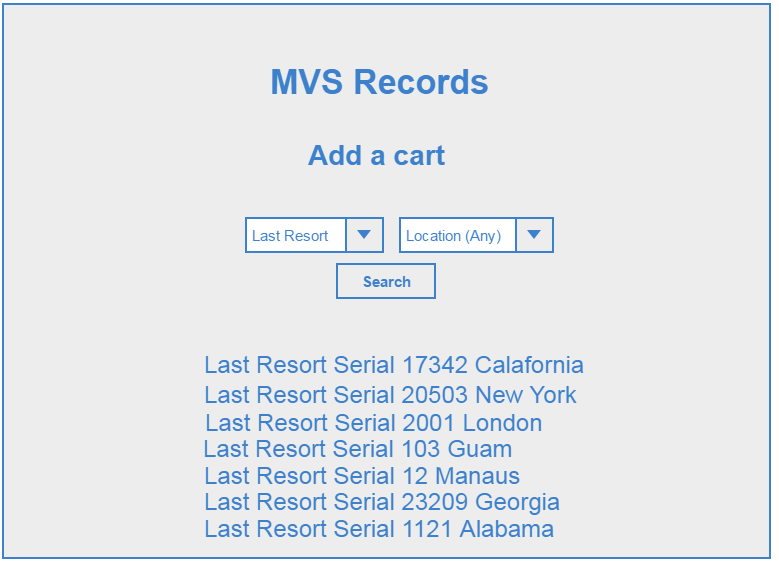 MVS Records
Add a cart
Last Resort
Location (Any)
Search
Last Resort Serial 17342 Calafornia
Last Resort Serial 20503 New York
Last Resort Serial 2001 London
Last Resort Serial 103 Guam
Last Resort Serial 12 Manaus
Last Resort Serial 23209 Georgia
Last Resort Serial 1121 Alabama